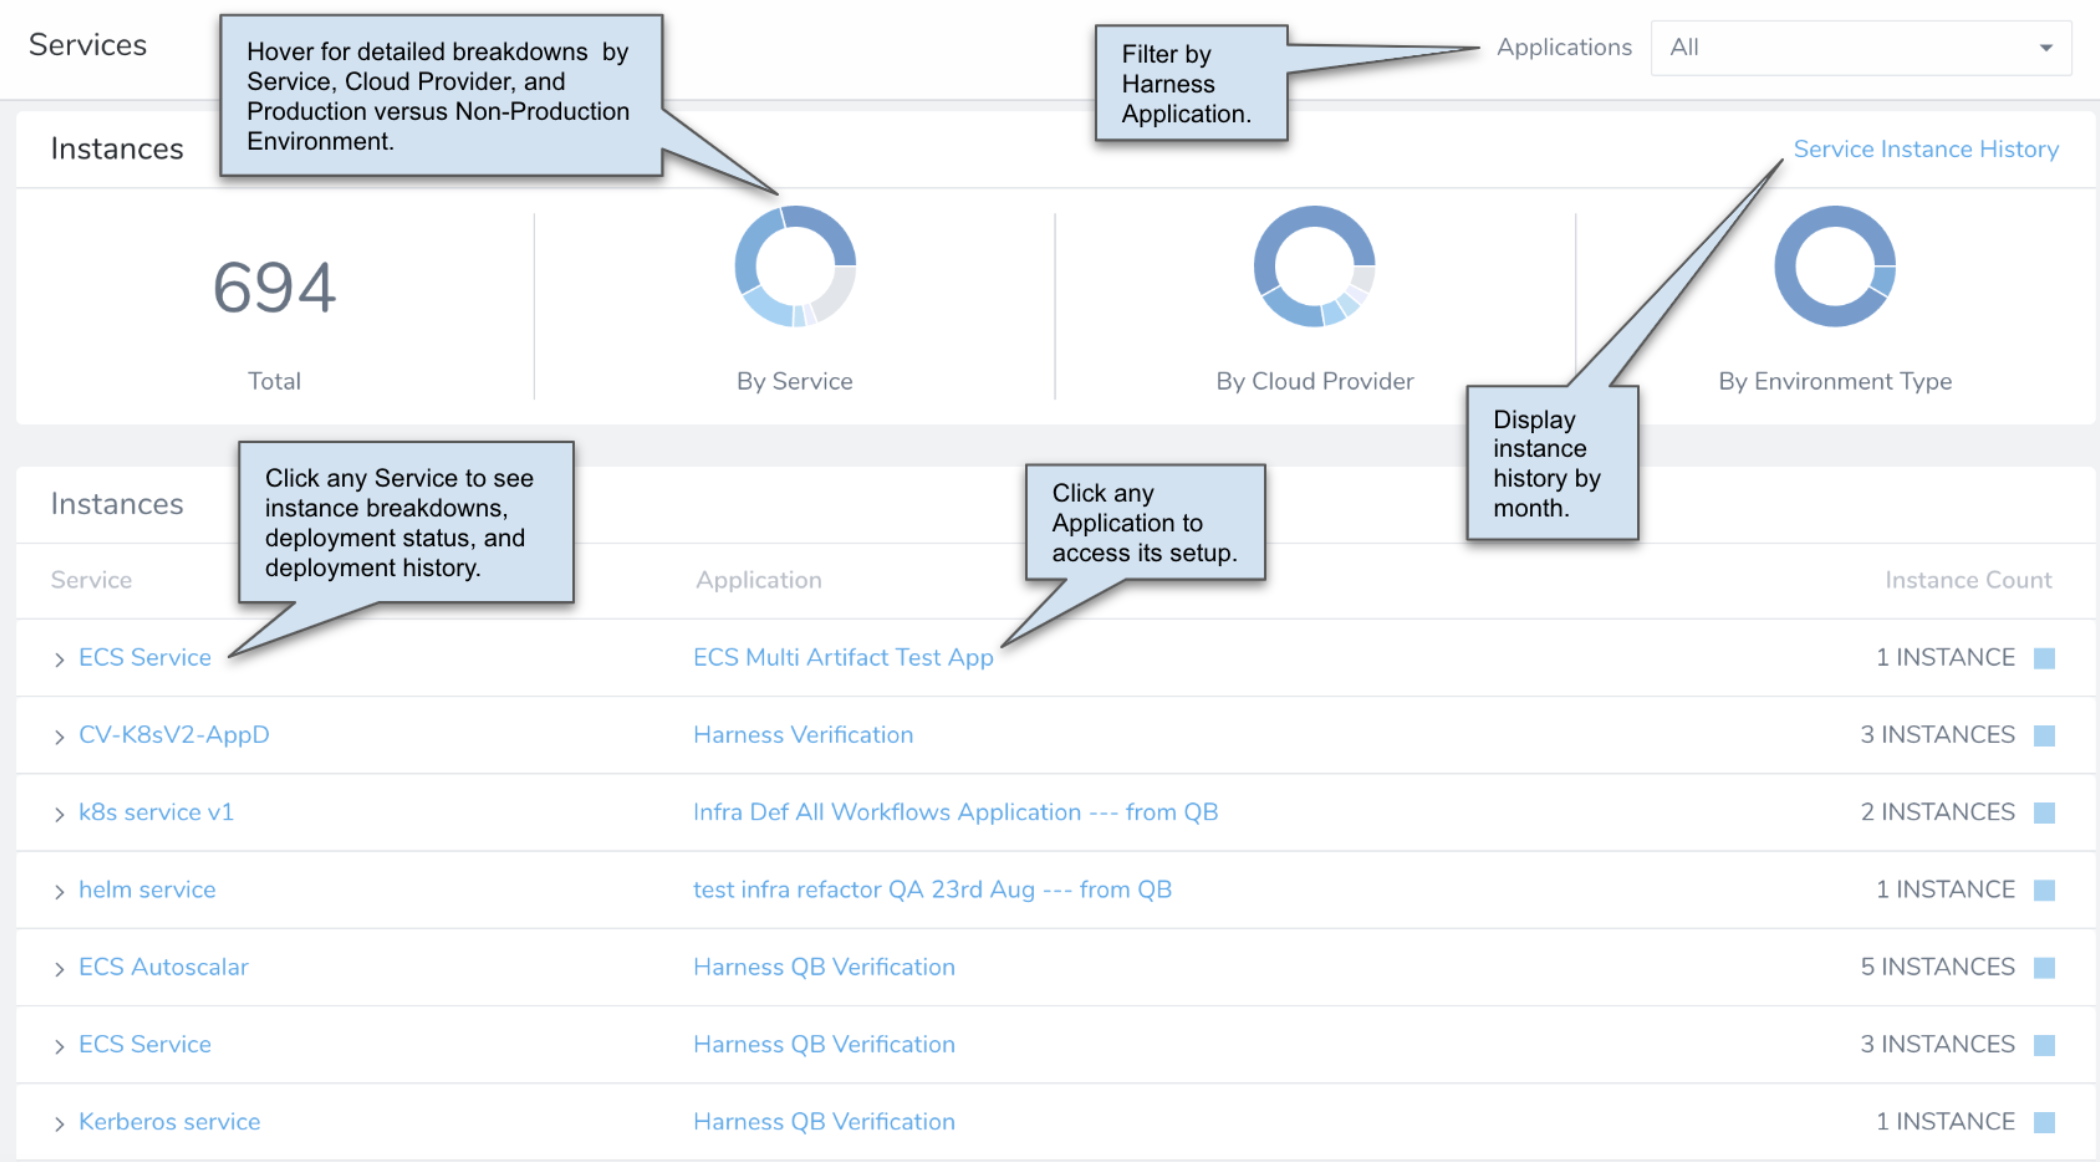 Services
Hover for detailed breakdowns by
Service, Cloud Provider, and
Production versus Non-Production
Environment.
Filter by
Harness
Application.
Applications
All
Instances
Service Instance History
694
Total
By Service
By Cloud Provider
By Environment Type
Display
instance
history by
month.
Instances
Click any Service to see
instance breakdowns,
deployment status, and
deployment history.
Click any
Application to
access its setup.
Service
Application
Instance Count
ECS Service
ECS Multi Artifact Test App
1 INSTANCE
CV-K8sV2-AppD
Harness Verification
3 INSTANCES
k8s service v1
Infra Def All Workflows Application --- from QB
2 INSTANCES
helm service
test infra refactor QA 23rd Aug --- from QB
1 INSTANCE
ECS Autoscalar
Harness QB Verification
5 INSTANCES
ECS Service
Harness QB Verification
3 INSTANCES
Kerberos service
Harness QB Verification
1 INSTANCE